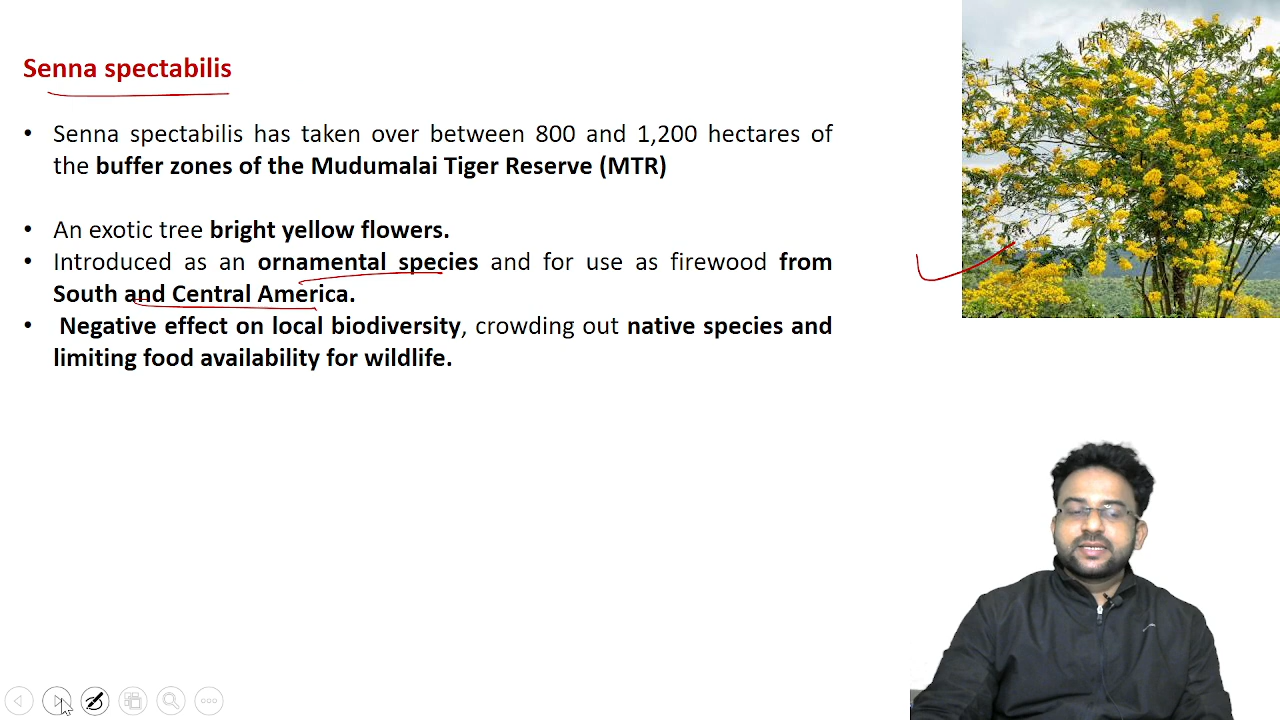 Senna spectabilis
• Senna spectabilis has taken over between 800 and 1,200 hectares of
the buffer zones of the Mudumalai Tiger Reserve (MTR)
• An exotic tree bright yellow flowers.
• Introduced as an ornamental species and for use as firewood from
South and Central America.
• Negative effect on local biodiversity, crowding out native species and
limiting food availability for wildlife.